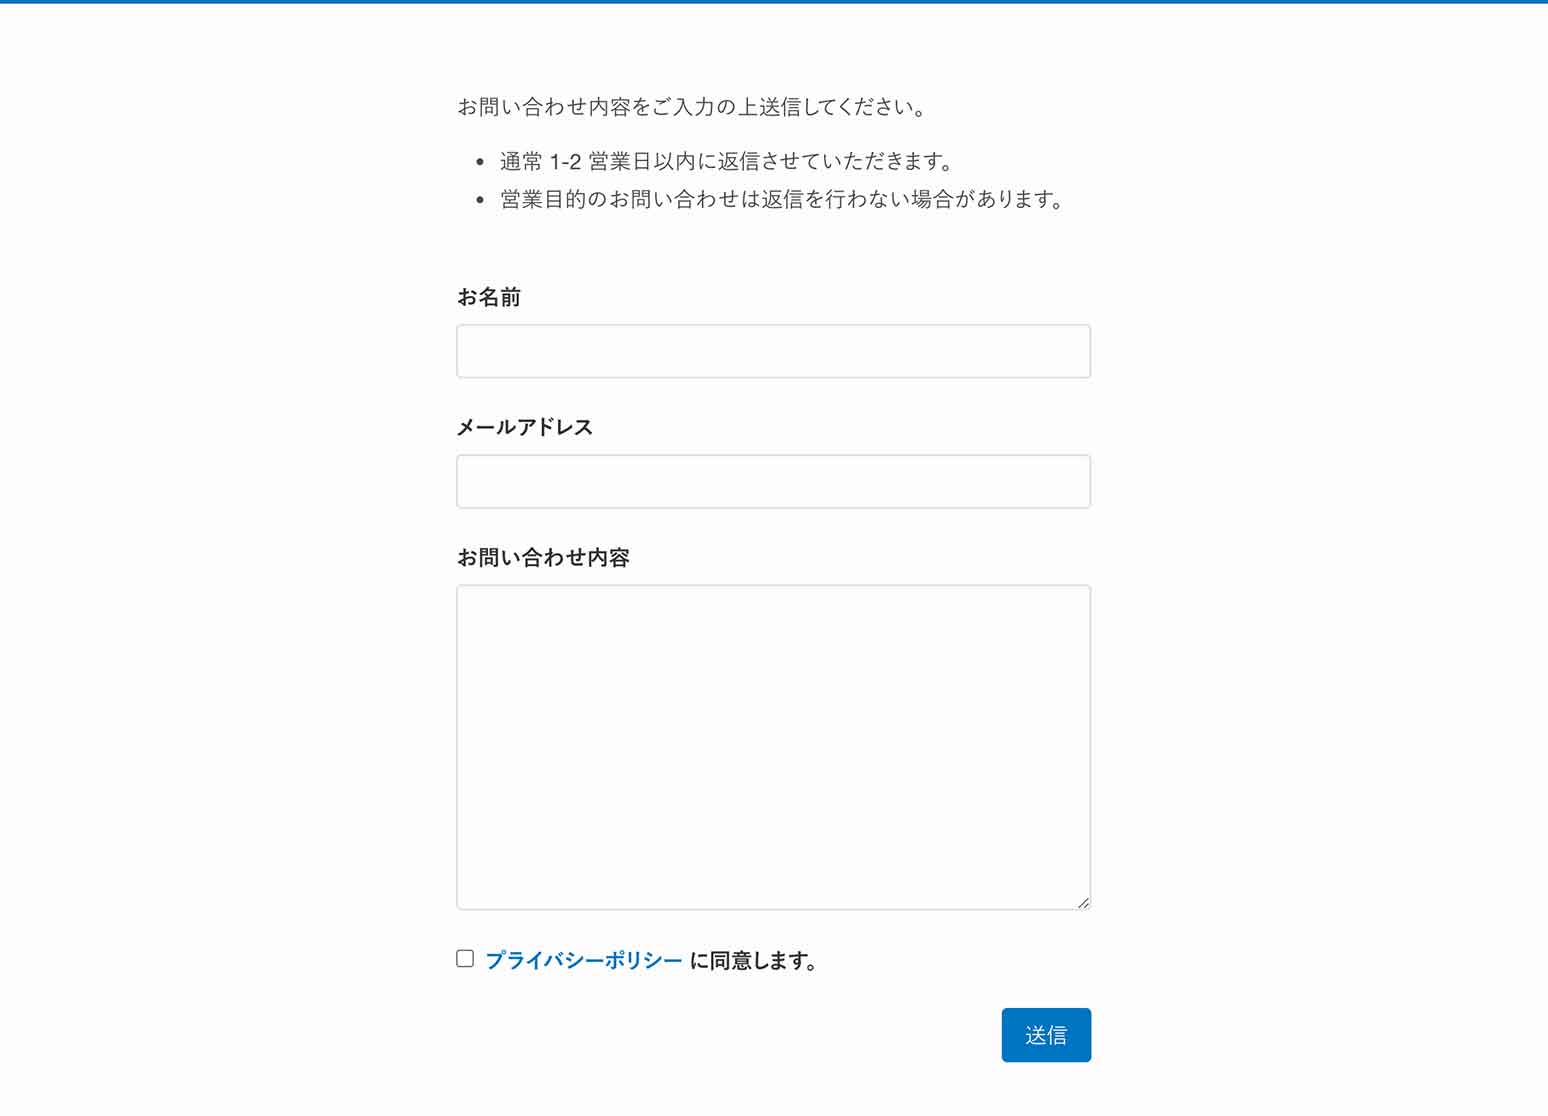 お問い合わせ内容をご入力の上送信してください。
• 通常 1-2 営業日以内に返信させていただきます。
• 営業目的のお問い合わせは返信を行わない場合があります。
お名前
メールアドレス
お問い合わせ内容
プライバシーポリシー に同意します。
送信